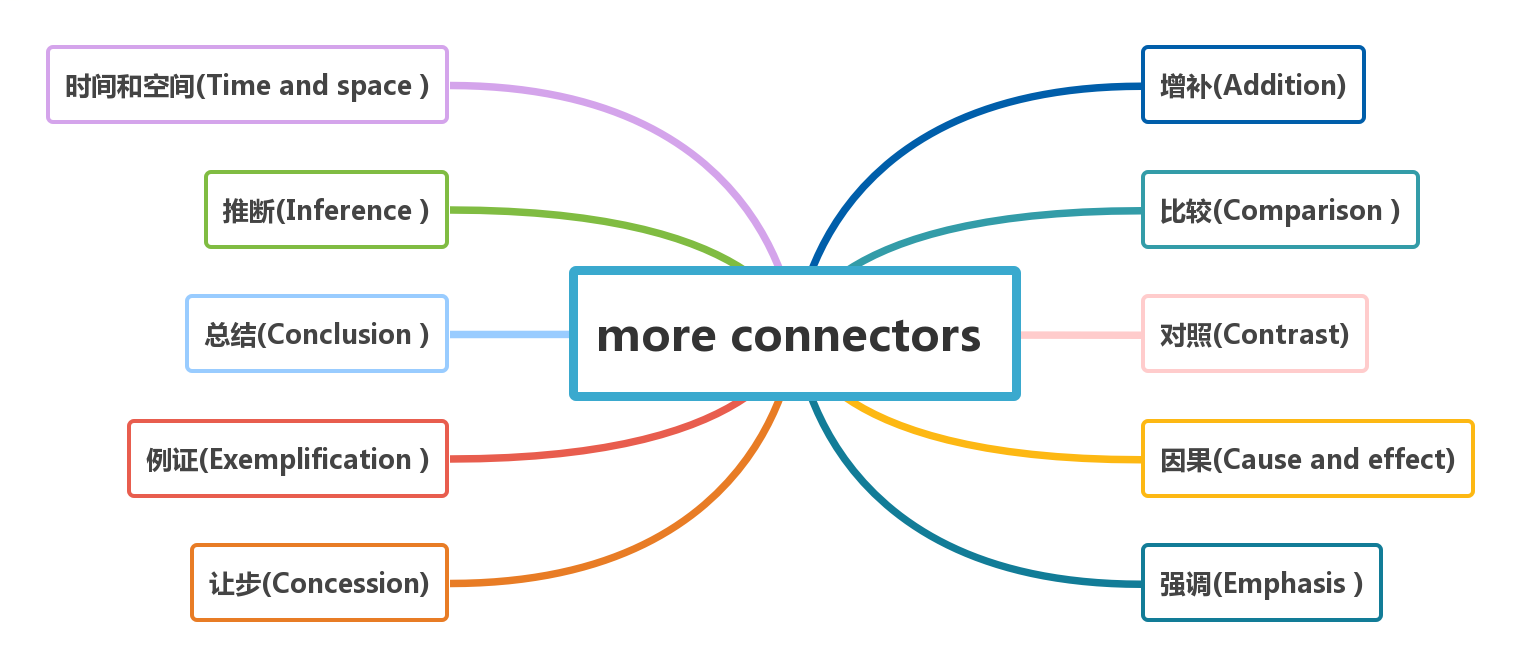 时间和空间(Time and space )
推断(Inference )
总结(Conclusion )
例证(Exemplification )
让步(Concession)
more connectors
增补(Addition)
比较(Comparison )
对照(Contrast)
因果(Cause and effect)
强调(Emphasis )